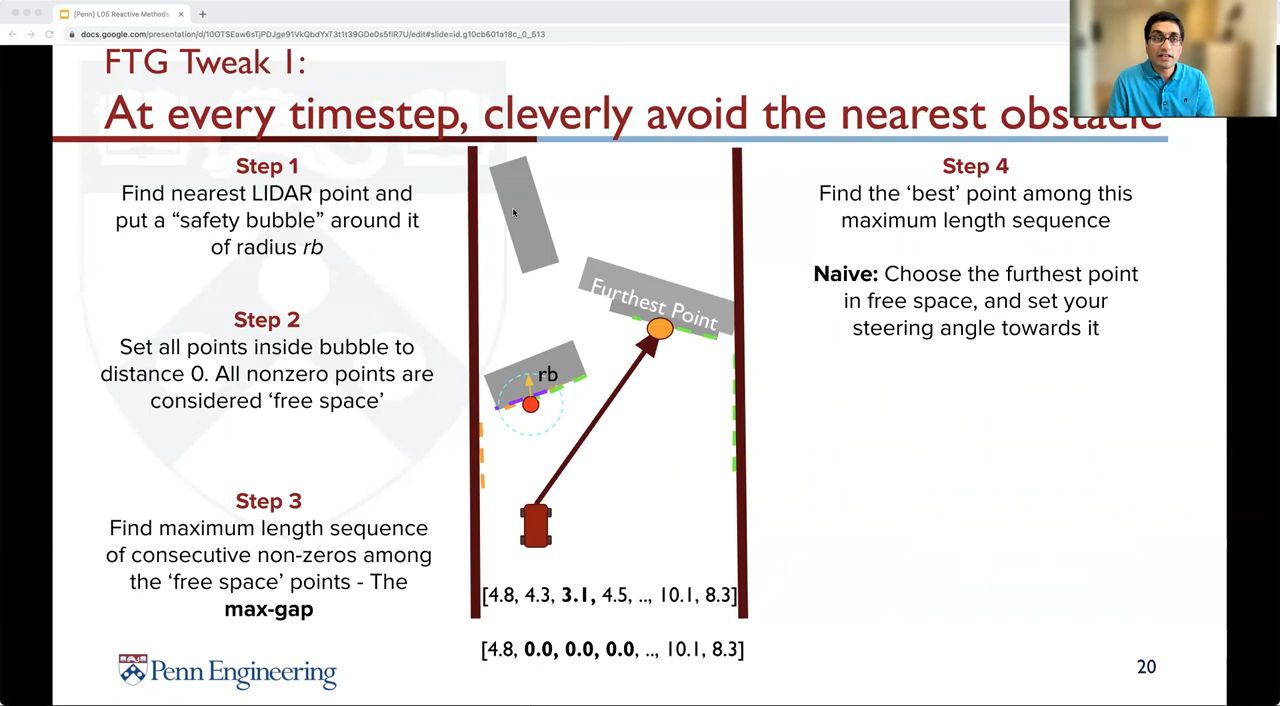 [Penn] L05 Reactive Methods
docs.google.com/presentation/d/10OTSEaw6sTjPDJge91VkQbdYxT3t1t39GDe0s5flR7U/edit#slide=id.g10cb601a18c_0_513
FTG Tweak 1:
At every timestep, cleverly avoid the nearest obstacle
Step 1
Find nearest LIDAR point and
put a “safety bubble” around it
of radius rb
Step 2
Set all points inside bubble to
distance 0. All nonzero points are
considered ‘free space’
Step 3
Find maximum length sequence
of consecutive non-zeros among
the ‘free space’ points - The
max-gap
Furthest Point
rb
[4.8, 4.3, 3.1, 4.5, .., 10.1, 8.3]
[4.8, 0.0, 0.0, 0.0, .., 10.1, 8.3]
Step 4
Find the ‘best’ point among this
maximum length sequence
Naive: Choose the furthest point
in free space, and set your
steering angle towards it
Penn Engineering
20